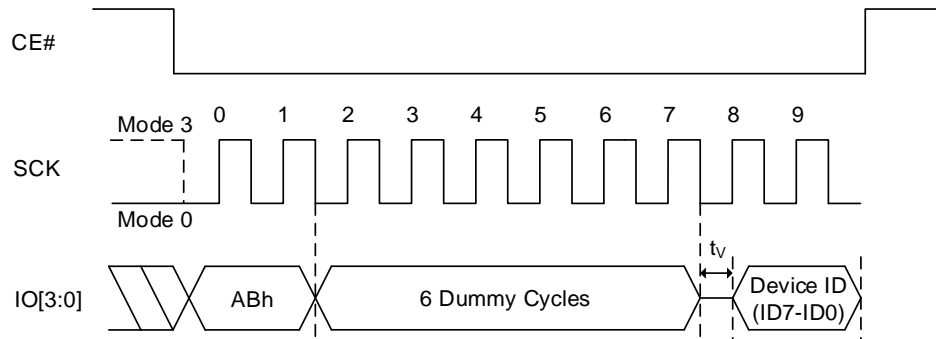 CE#
0 1 2 3 4 5 6 7 8 9
Mode 3
SCK
Mode 0
tV
IO[3:0]
ABh
6 Dummy Cycles
Device ID
(ID7-ID0)